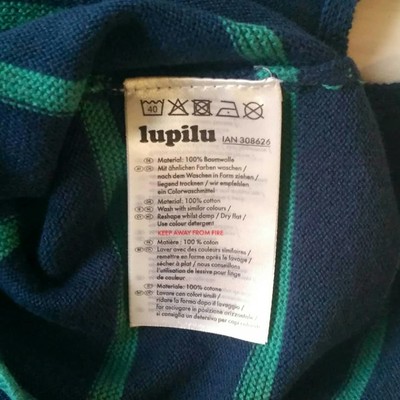 40
lupilu IAN 308626
Material: 100% Baumwolle
Mit ähnlichen Farben waschen /
nach dem Waschen in Form ziehen /
liegend trocknen / wir empfehlen
ein Colorwaschmittel
Material: 100% cotton
Wash with similar colours /
Reshape whilst damp / Dry flat /
Use colour detergent
KEEP AWAY FROM FIRE
Matière: 100 % coton
Laver avec des couleurs similaires /
remettre en forme après le lavage /
sécher à plat / nous conseillons
l'utilisation de lessive pour linge
de couleur
Materiale: 100% cotone
Lavare con colori simili /
ridare la forma dopo il lavaggio /
far asciugare in posizione orizzontale /
si consiglia un detersivo per